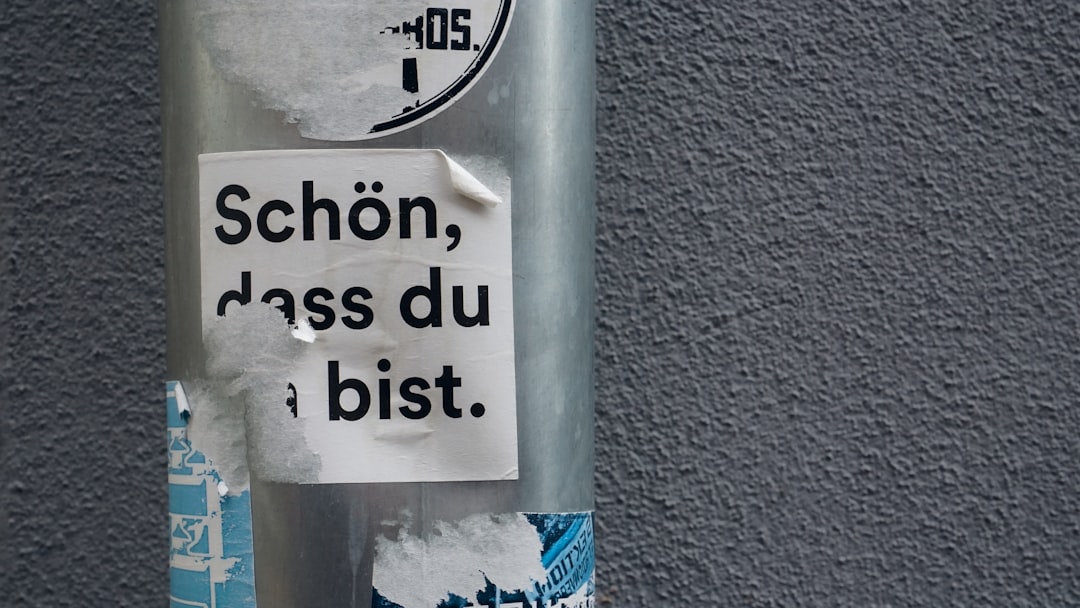 Schön,
dass du
bist.